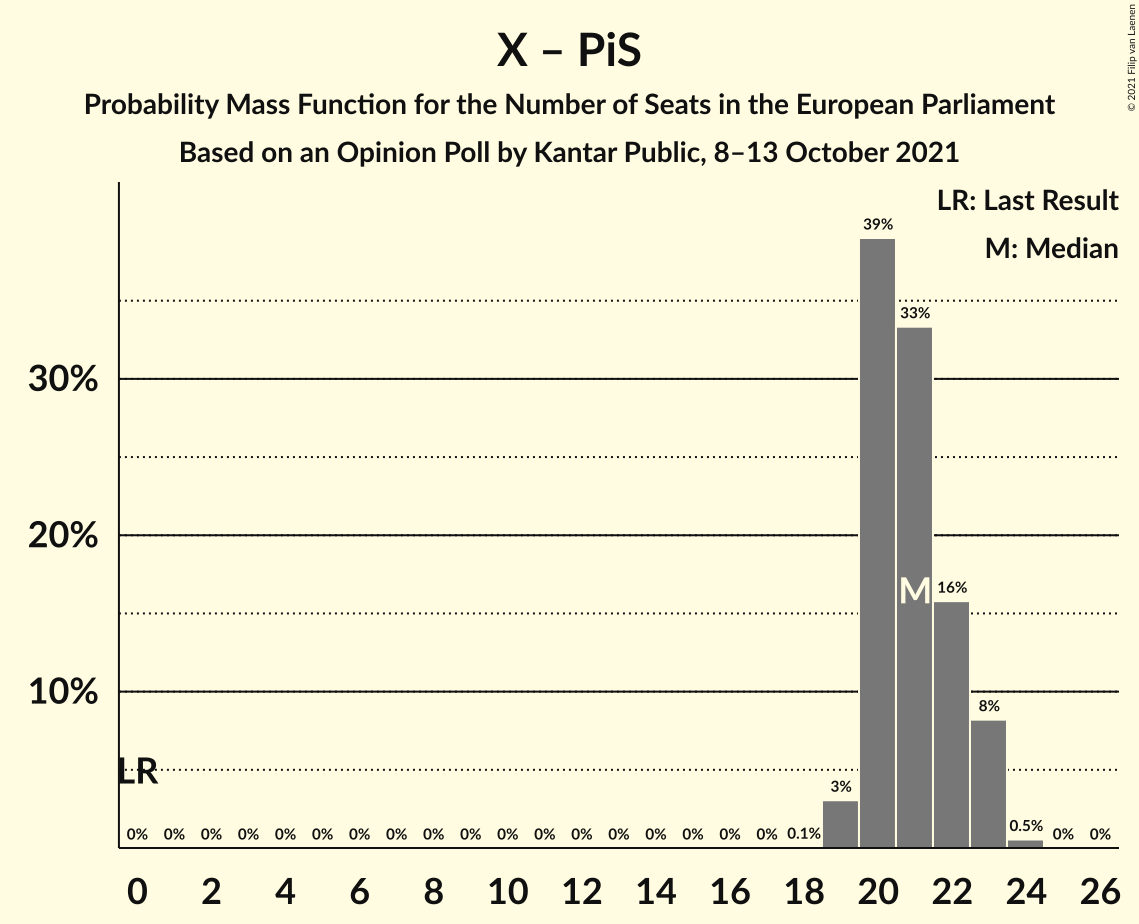 X – PiS
Probability Mass Function for the Number of Seats in the European Parliament
Based on an Opinion Poll by Kantar Public, 8–13 October 2021
© 2021 Filip van Laenen
LR: Last Result
M: Median
39%
33%
30%
20%
M
16%
10%
8%
LR
3%
0% 0% 0% 0% 0% 0% 0% 0% 0% 0% 0% 0% 0% 0% 0% 0% 0% 0% 0.1% 0.5% 0% 0%
0 2 4 6 8 10 12 14 16 18 20 22 24 26